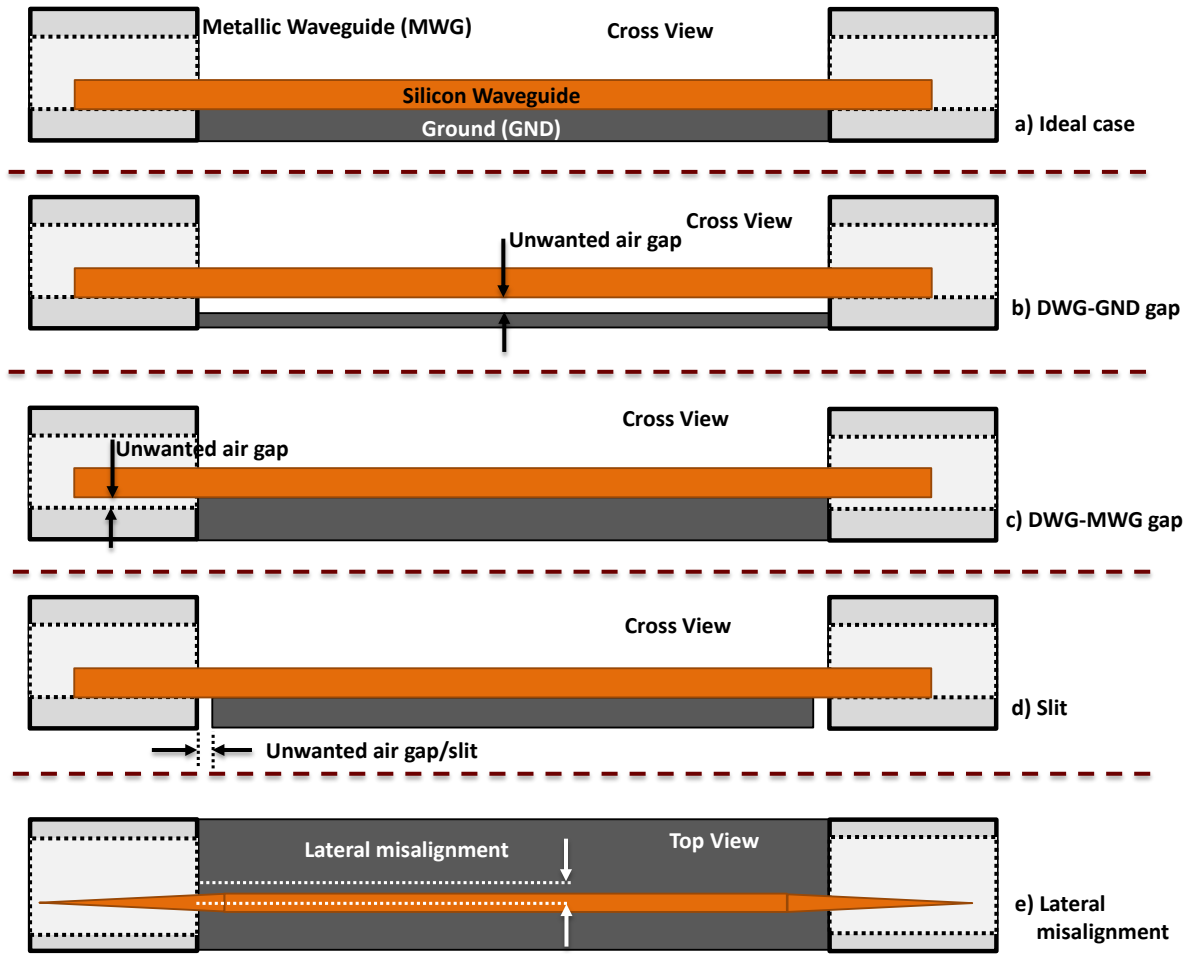 Metallic Waveguide (MWG)
Cross View
Silicon Waveguide
Ground (GND)
a) Ideal case
Cross View
Unwanted air gap
b) DWG-GND gap
Cross View
Unwanted air gap
c) DWG-MWG gap
Cross View
d) Slit
Unwanted air gap/slit
Top View
Lateral misalignment
e) Lateral
misalignment